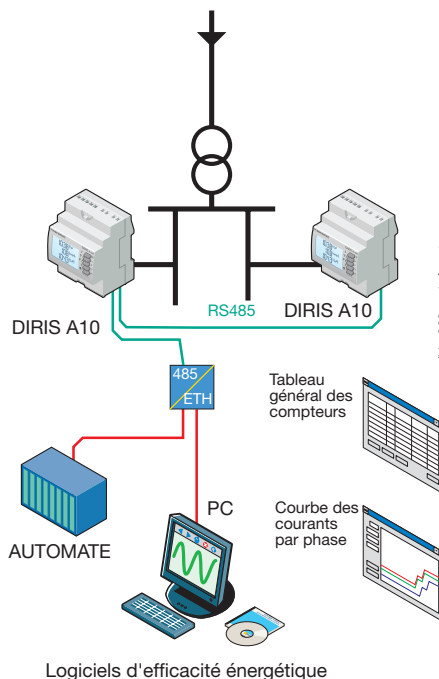 RS485
DIRIS A10
DIRIS A10
485
ETH
Tableau
général des
compteurs
PC
Courbe des
courants
par phase
AUTOMATE
Logiciels d'efficacité énergétique